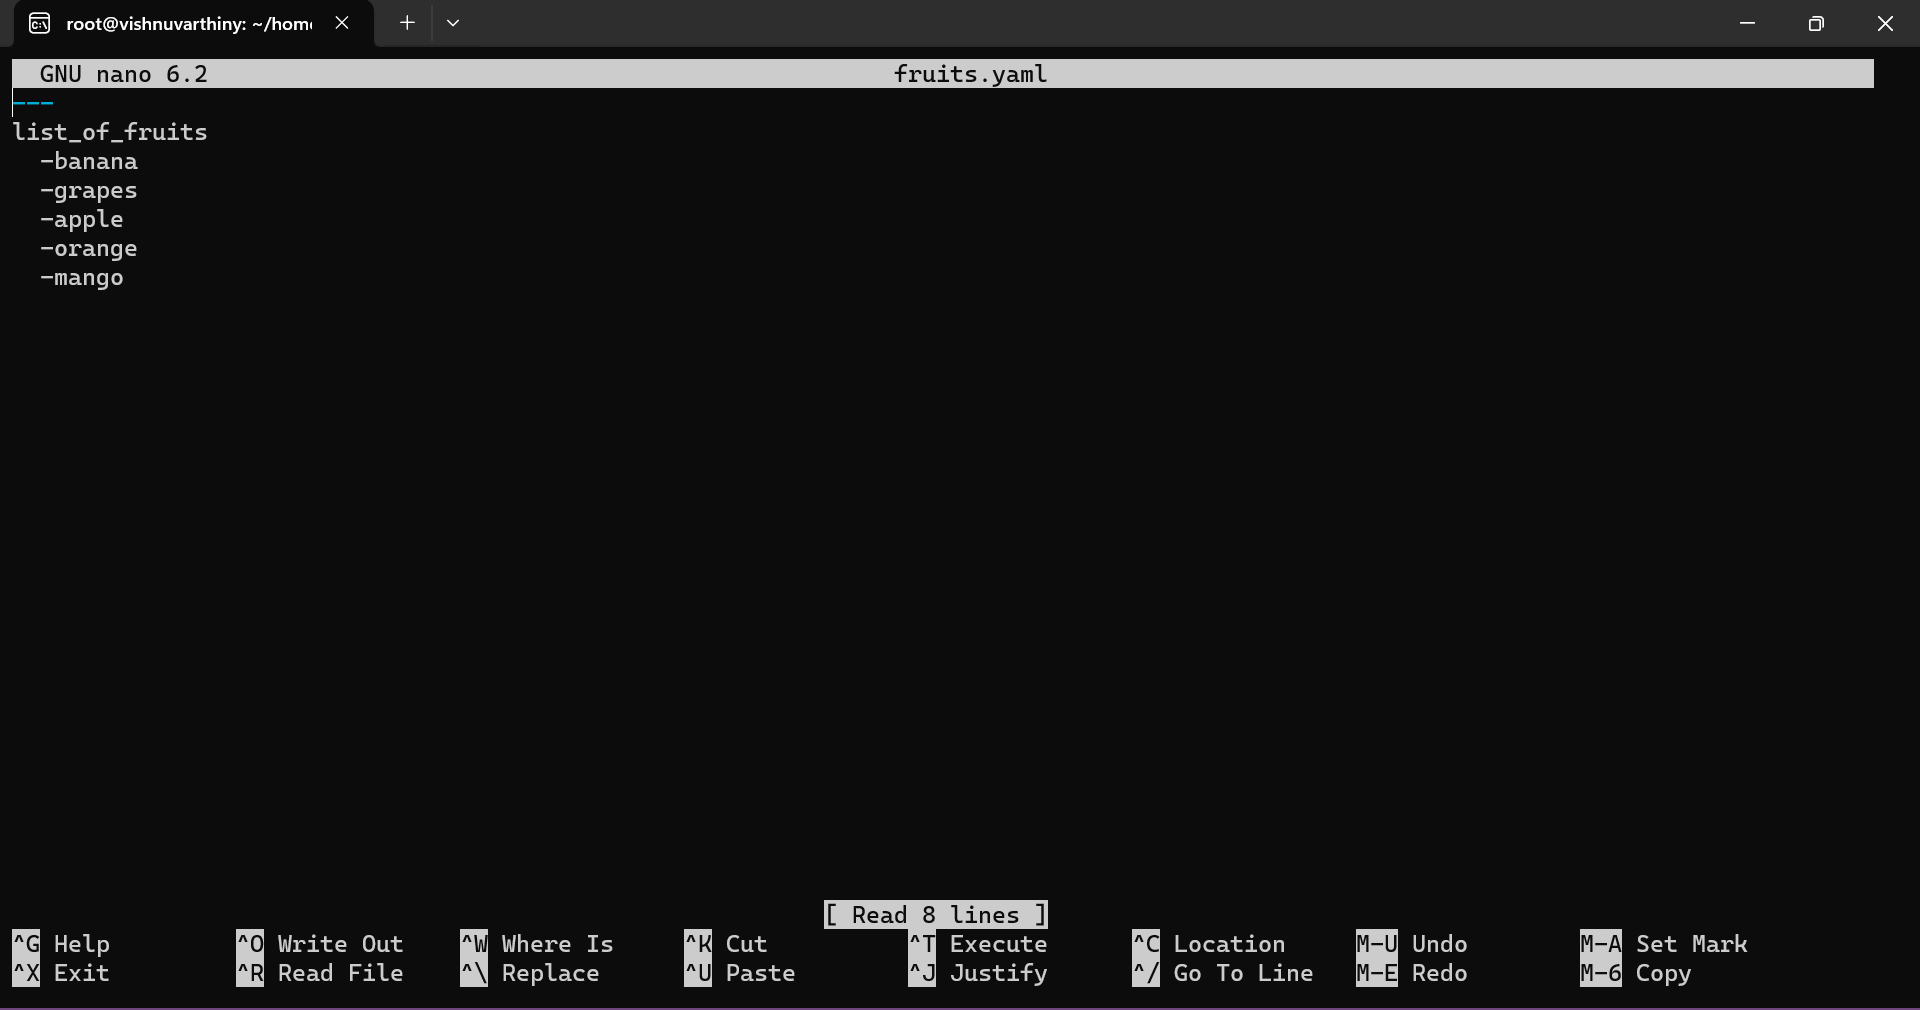 root@vishnuvarthiny: ~/hom
GNU nano 6.2 fruits.yaml
---
list_of_fruits
  -banana
  -grapes
  -apple
  -orange
  -mango
[ Read 8 lines ]
^G Help ^O Write Out ^W Where Is ^K Cut ^T Execute ^C Location M-U Undo M-A Set Mark
^X Exit ^R Read File ^\ Replace ^U Paste ^J Justify ^/ Go To Line M-E Redo M-6 Copy